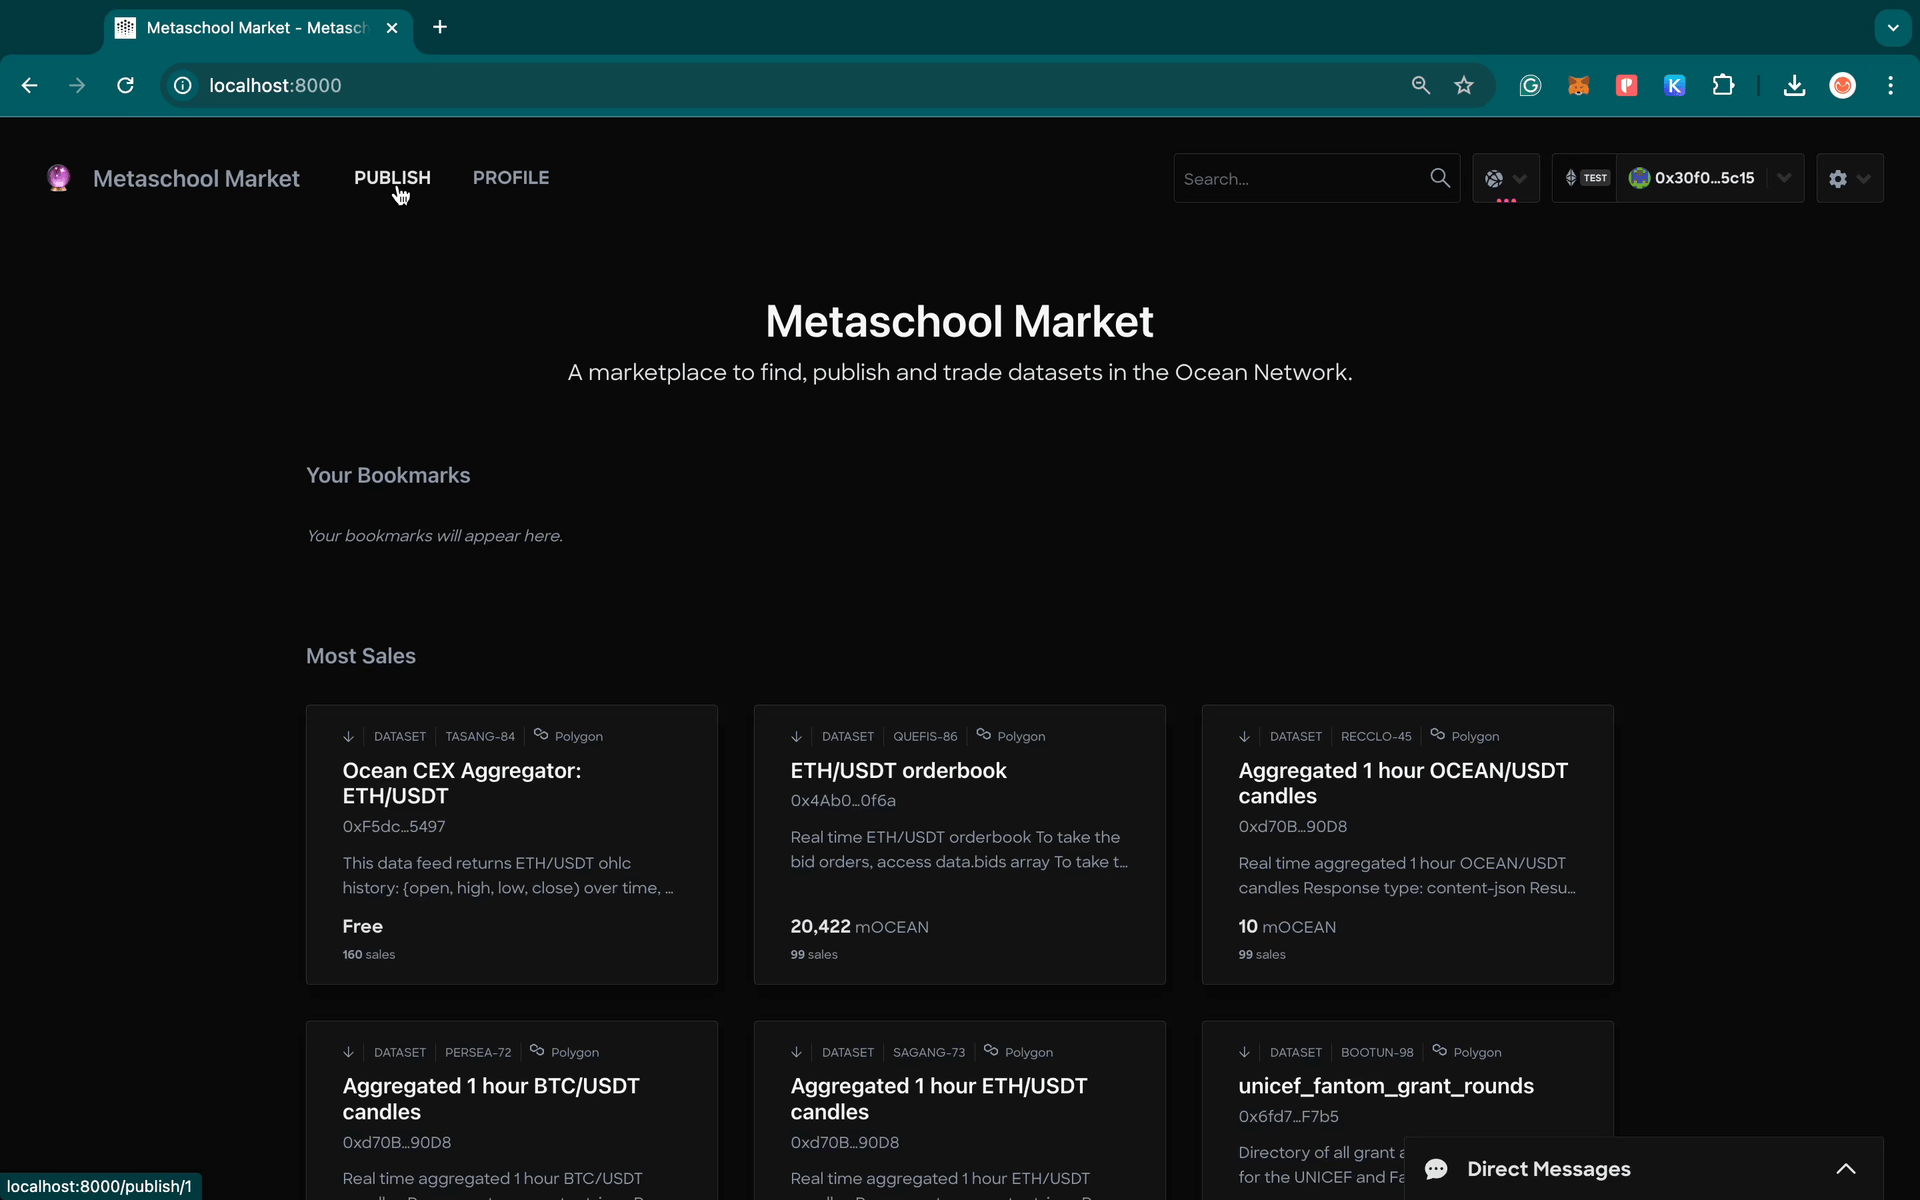 Metaschool Market - Metasch
localhost:8000
Metaschool Market
PUBLISH
PROFILE
Search...
TEST
0x30f0...5c15
Metaschool Market
A marketplace to find, publish and trade datasets in the Ocean Network.
Your Bookmarks
Your bookmarks will appear here.
Most Sales
DATASET TASANG-84 Polygon
Ocean CEX Aggregator:
ETH/USDT
0xF5dc...5497
This data feed returns ETH/USDT ohlc
history: {open, high, low, close) over time, ...
Free
160 sales
DATASET QUEFIS-86 Polygon
ETH/USDT orderbook
0x4Ab0...0f6a
Real time ETH/USDT orderbook To take the
bid orders, access data.bids array To take t...
20,422 mOCEAN
99 sales
DATASET RECCLO-45 Polygon
Aggregated 1 hour OCEAN/USDT
candles
0xd70B...90D8
Real time aggregated 1 hour OCEAN/USDT
candles Response type: content-json Resu...
10 mOCEAN
99 sales
DATASET PERSEA-72 Polygon
Aggregated 1 hour BTC/USDT
candles
0xd70B...90D8
Real time aggregated 1 hour BTC/USDT
DATASET SAGANG-73 Polygon
Aggregated 1 hour ETH/USDT
candles
0xd70B...90D8
Real time aggregated 1 hour ETH/USDT
DATASET BOOTUN-98 Polygon
unicef_fantom_grant_rounds
0x6fd7...F7b5
Directory of all grant
for the UNICEF and
Direct Messages
localhost:8000/publish/1